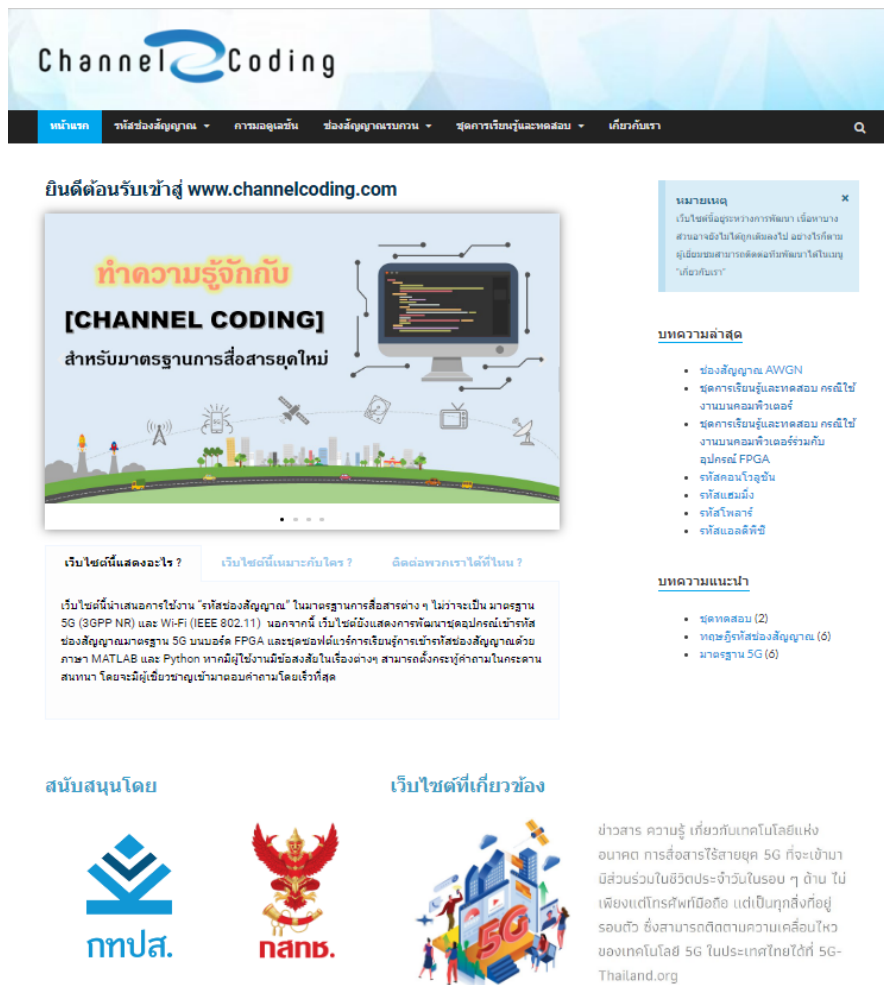 Channel Coding
หน้าแรก รหัสช่องสัญญาณ การมอดูเลชัน ช่องสัญญาณรบกวน ชุดการเรียนรู้และทดสอบ เกี่ยวกับเรา
ยินดีต้อนรับเข้าสู่ www.channelcoding.com
ทำความรู้จักกับ
[CHANNEL CODING]
สำหรับมาตรฐานการสื่อสารยุคใหม่
5G
เว็บไซต์นี้แสดงอะไร ? เว็บไซต์นี้เหมาะกับใคร ? ติดต่อพวกเราได้ที่ไหน ?
เว็บไซต์นี้นำเสนอการใช้งาน "รหัสช่องสัญญาณ" ในมาตรฐานการสื่อสารต่าง ๆ ไม่ว่าจะเป็น มาตรฐาน
5G (3GPP NR) และ Wi-Fi (IEEE 802.11) นอกจากนี้ เว็บไซต์ยังแสดงการพัฒนาชุดอุปกรณ์เข้ารหัส
ช่องสัญญาณมาตรฐาน 5G บนบอร์ด FPGA และชุดซอฟต์แวร์การเรียนรู้การเข้ารหัสช่องสัญญาณด้วย
ภาษา MATLAB และ Python หากมีผู้ใช้งานมีข้อสงสัยในเรื่องต่างๆ สามารถตั้งกระทู้คำถามในกระดาน
สนทนา โดยจะมีผู้เชี่ยวชาญเข้ามาตอบคำถามโดยเร็วที่สุด
หมายเหตุ ×
เว็บไซต์นี้อยู่ระหว่างการพัฒนา เนื้อหาบาง
ส่วนอาจยังไม่ได้ถูกเติมลงไป อย่างไรก็ตาม
ผู้เยี่ยมชมสามารถติดต่อทีมพัฒนาได้ในเมนู
"เกี่ยวกับเรา"
บทความล่าสุด
ช่องสัญญาณ AWGN
ชุดการเรียนรู้และทดสอบ กรณีใช้
งานบนคอมพิวเตอร์
ชุดการเรียนรู้และทดสอบ กรณีใช้
งานบนคอมพิวเตอร์ร่วมกับ
อุปกรณ์ FPGA
รหัสคอนโวลูชัน
รหัสแฮมมิ่ง
รหัสโพลาร์
รหัสแอลดีพีซี
บทความแนะนำ
ชุดทดสอบ (2)
ทฤษฎีรหัสช่องสัญญาณ (6)
มาตรฐาน 5G (6)
สนับสนุนโดย
กทปส.
กสทช.
เว็บไซต์ที่เกี่ยวข้อง
5G
ข่าวสาร ความรู้ เกี่ยวกับเทคโนโลยีแห่ง
อนาคต การสื่อสารไร้สายยุค 5G ที่จะเข้ามา
มีส่วนร่วมในชีวิตประจำวันในรอบ ๆ ด้าน ไม่
เพียงแต่โทรศัพท์มือถือ แต่เป็นทุกสิ่งที่อยู่
รอบตัว ซึ่งสามารถติดตามความเคลื่อนไหว
ของเทคโนโลยี 5G ในประเทศไทยได้ที่ 5G-
Thailand.org